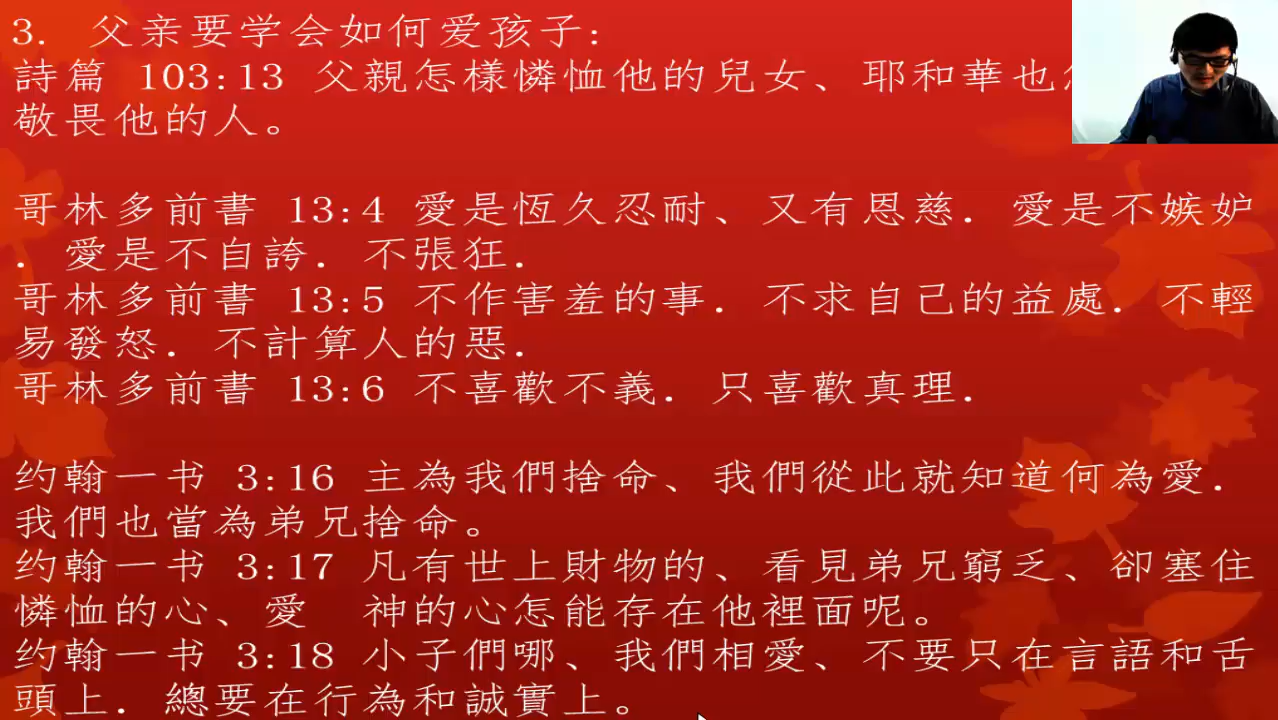 3. 父亲要学会如何爱孩子:
詩篇 103:13 父親怎樣憐恤他的兒女、耶和華也
敬畏他的人。
哥林多前書 13:4 愛是恆久忍耐、又有恩慈. 愛是不嫉妒
. 愛是不自誇. 不張狂.
哥林多前書 13:5 不作害羞的事. 不求自己的益處. 不輕
易發怒. 不計算人的惡.
哥林多前書 13:6 不喜歡不義. 只喜歡真理.
约翰一书 3:16 主為我們捨命、我們從此就知道何為愛.
我們也當為弟兄捨命。
约翰一书 3:17 凡有世上財物的、看見弟兄窮乏、卻塞住
憐恤的心、愛　神的心怎能存在他裡面呢。
约翰一书 3:18 小子們哪、我們相愛、不要只在言語和舌
頭上. 總要在行為和誠實上。